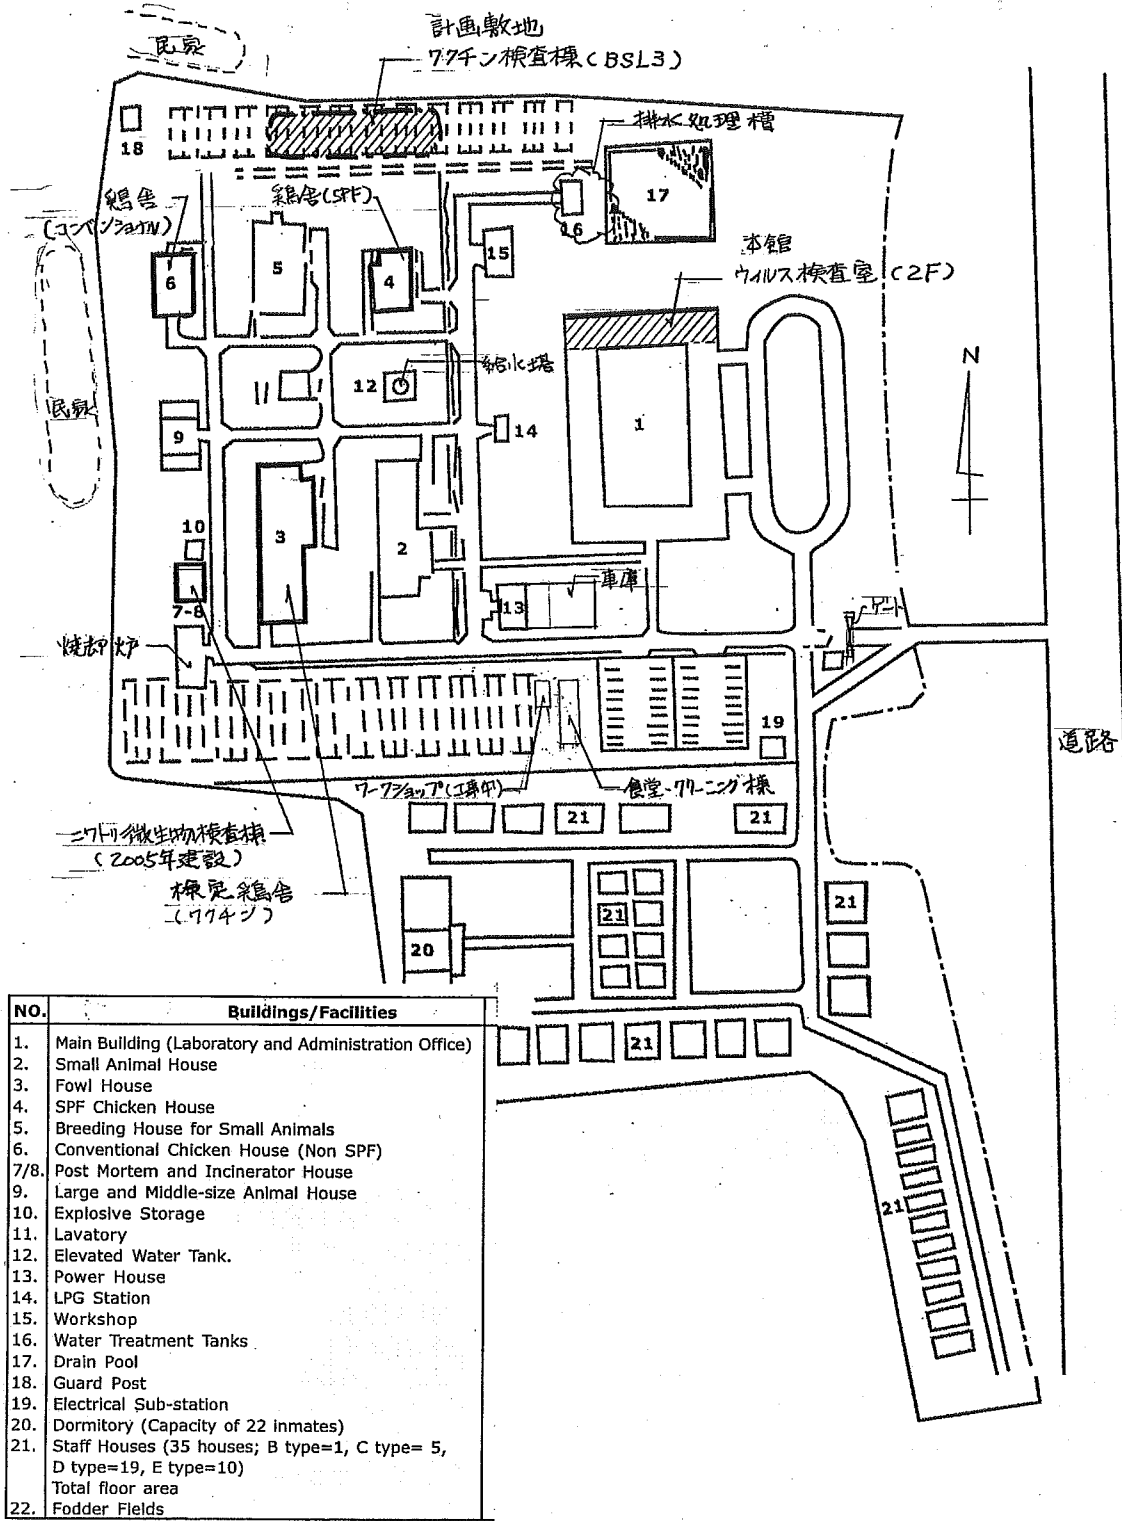 民家
計画敷地
ワクチン検査棟(BSL3)
排水処理槽
18
17
鶏舎
(コンベンショナル)
鶏舎(SPF)
16
15
5
4
6
本館
ウィルス検査室(2F)
N
給水塔
12
民家
14
1
9
10
3
2
車庫
13
7-8
ゲート
焼却炉
19
道路
ワークショップ(工事中)
食堂・クリーニング棟
21
21
ニワトリ微生物検査棟
(2005年建設)
検定鶏舎
(ワクチン)
21
21
20
21
21
NO. Buildings/Facilities
1. Main Building (Laboratory and Administration Office)
2. Small Animal House
3. Fowl House
4. SPF Chicken House
5. Breeding House for Small Animals
6. Conventional Chicken House (Non SPF)
7/8. Post Mortem and Incinerator House
9. Large and Middle-size Animal House
10. Explosive Storage
11. Lavatory
12. Elevated Water Tank.
13. Power House
14. LPG Station
15. Workshop
16. Water Treatment Tanks
17. Drain Pool
18. Guard Post
19. Electrical Sub-station
20. Dormitory (Capacity of 22 inmates)
21. Staff Houses (35 houses; B type=1, C type= 5,
D type=19, E type=10)
Total floor area
22. Fodder Fields